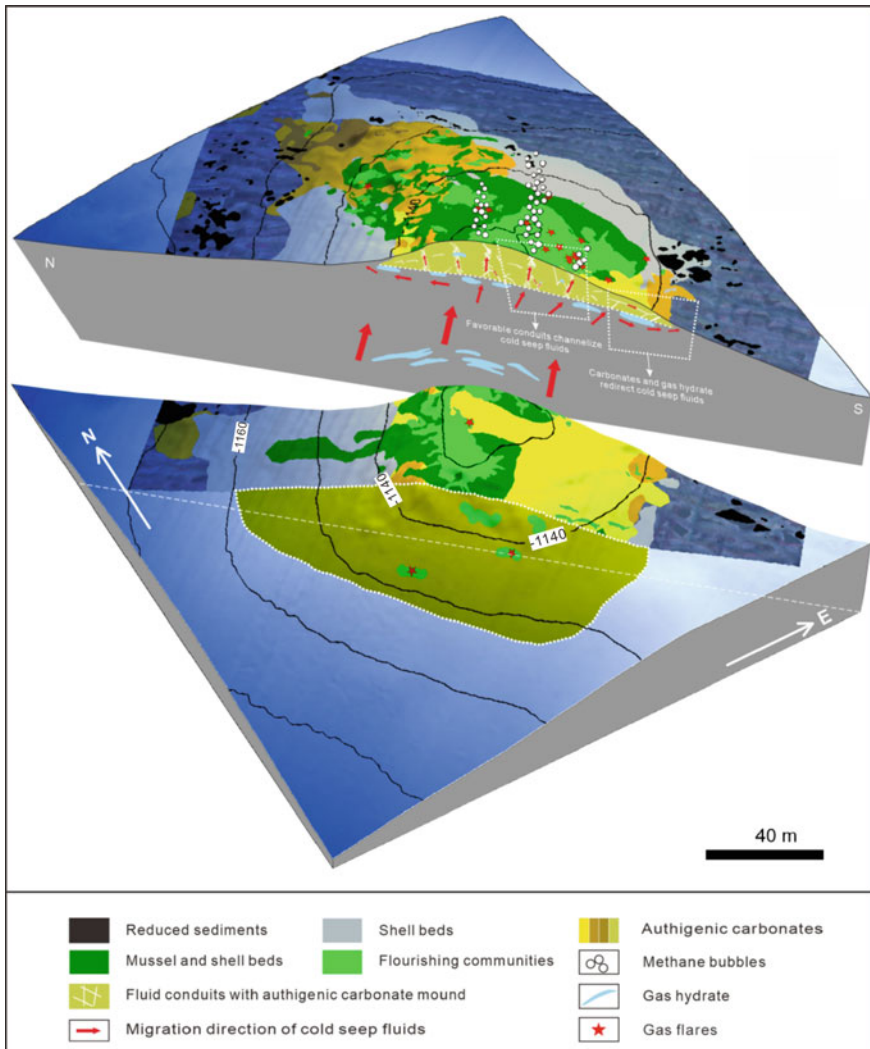 1140
N
Favorable conduits channelize
cold seep fluids
Carbonates and gas hydrate
redirect cold seep fluids
S
N
-1160
-1140
-1140
E
40 m
Reduced sediments
Shell beds
Authigenic carbonates
Mussel and shell beds
Flourishing communities
Methane bubbles
Fluid conduits with authigenic carbonate mound
Gas hydrate
Migration direction of cold seep fluids
Gas flares